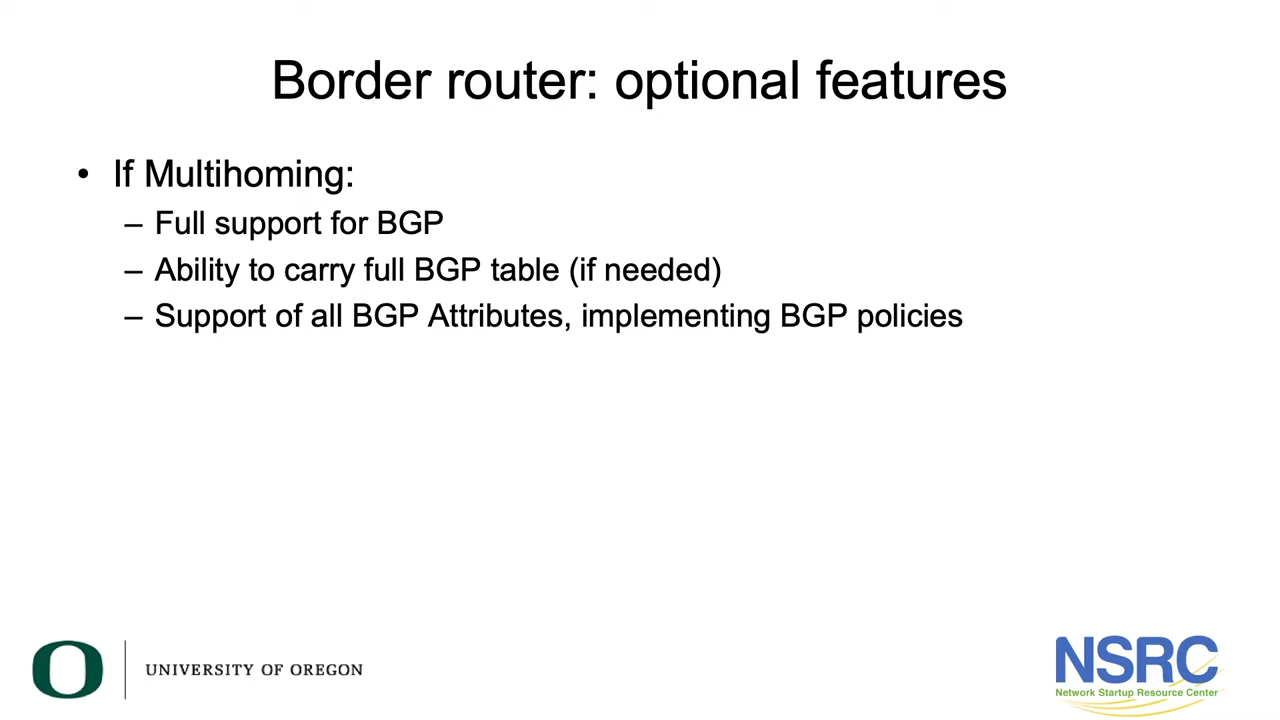 Border router: optional features
• If Multihoming:
– Full support for BGP
– Ability to carry full BGP table (if needed)
– Support of all BGP Attributes, implementing BGP policies
O
UNIVERSITY OF OREGON
NSRC
Network Startup Resource Center